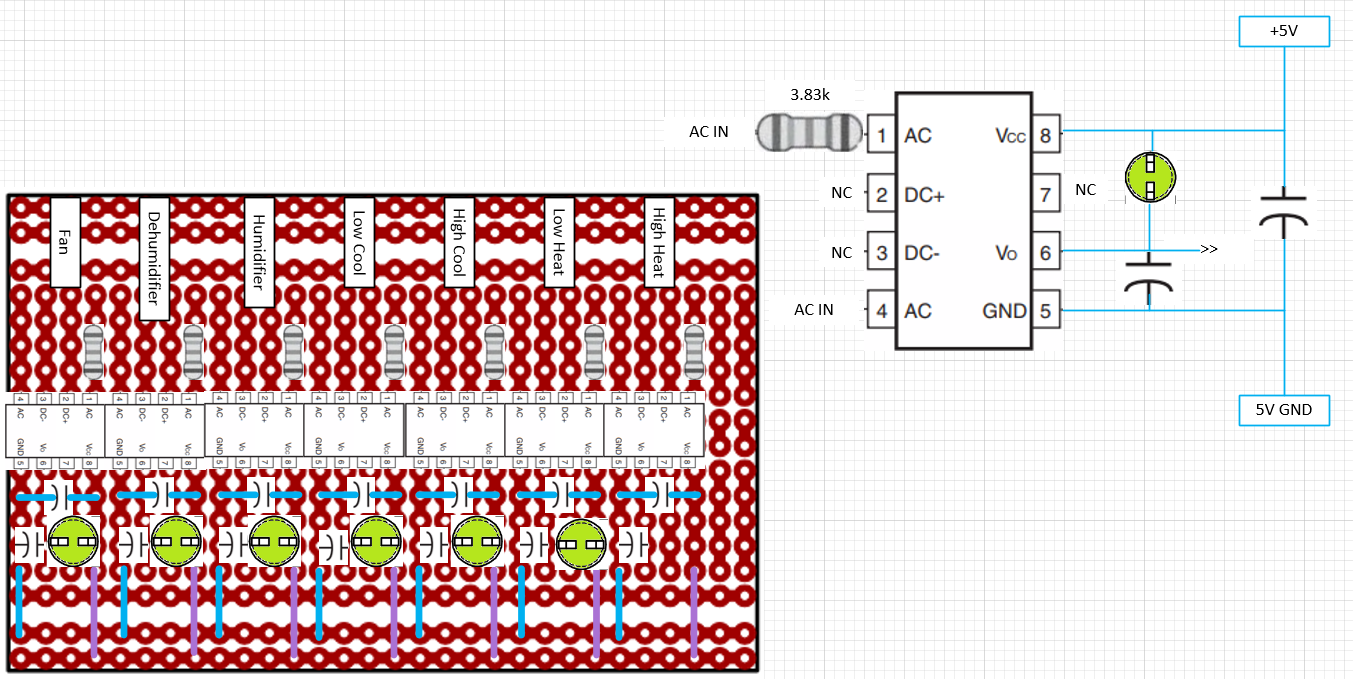 +5V
3.83k
AC IN
1 AC Vcc 8
NC 2 DC+ 7 NC
NC 3 DC- Vo 6 >>
AC IN 4 AC GND 5
5V GND
Fan
Dehumidifier
Humidifier
Low Cool
High Cool
Low Heat
High Heat
4 3 2 1 4 3 2 1 4 3 2 1 4 3 2 1 4 3 2 1 4 3 2 1 4 3 2 1
AC DC- DC+ AC AC DC- DC+ AC AC DC- DC+ AC AC DC- DC+ AC AC DC- DC+ AC AC DC- DC+ AC AC DC- DC+ AC
GND Vo Vcc GND Vo Vcc GND Vo Vcc GND Vo Vcc GND Vo Vcc GND Vo Vcc GND Vo Vcc
5 6 7 8 5 6 7 8 5 6 7 8 5 6 7 8 5 6 7 8 5 6 7 8 5 6 7 8